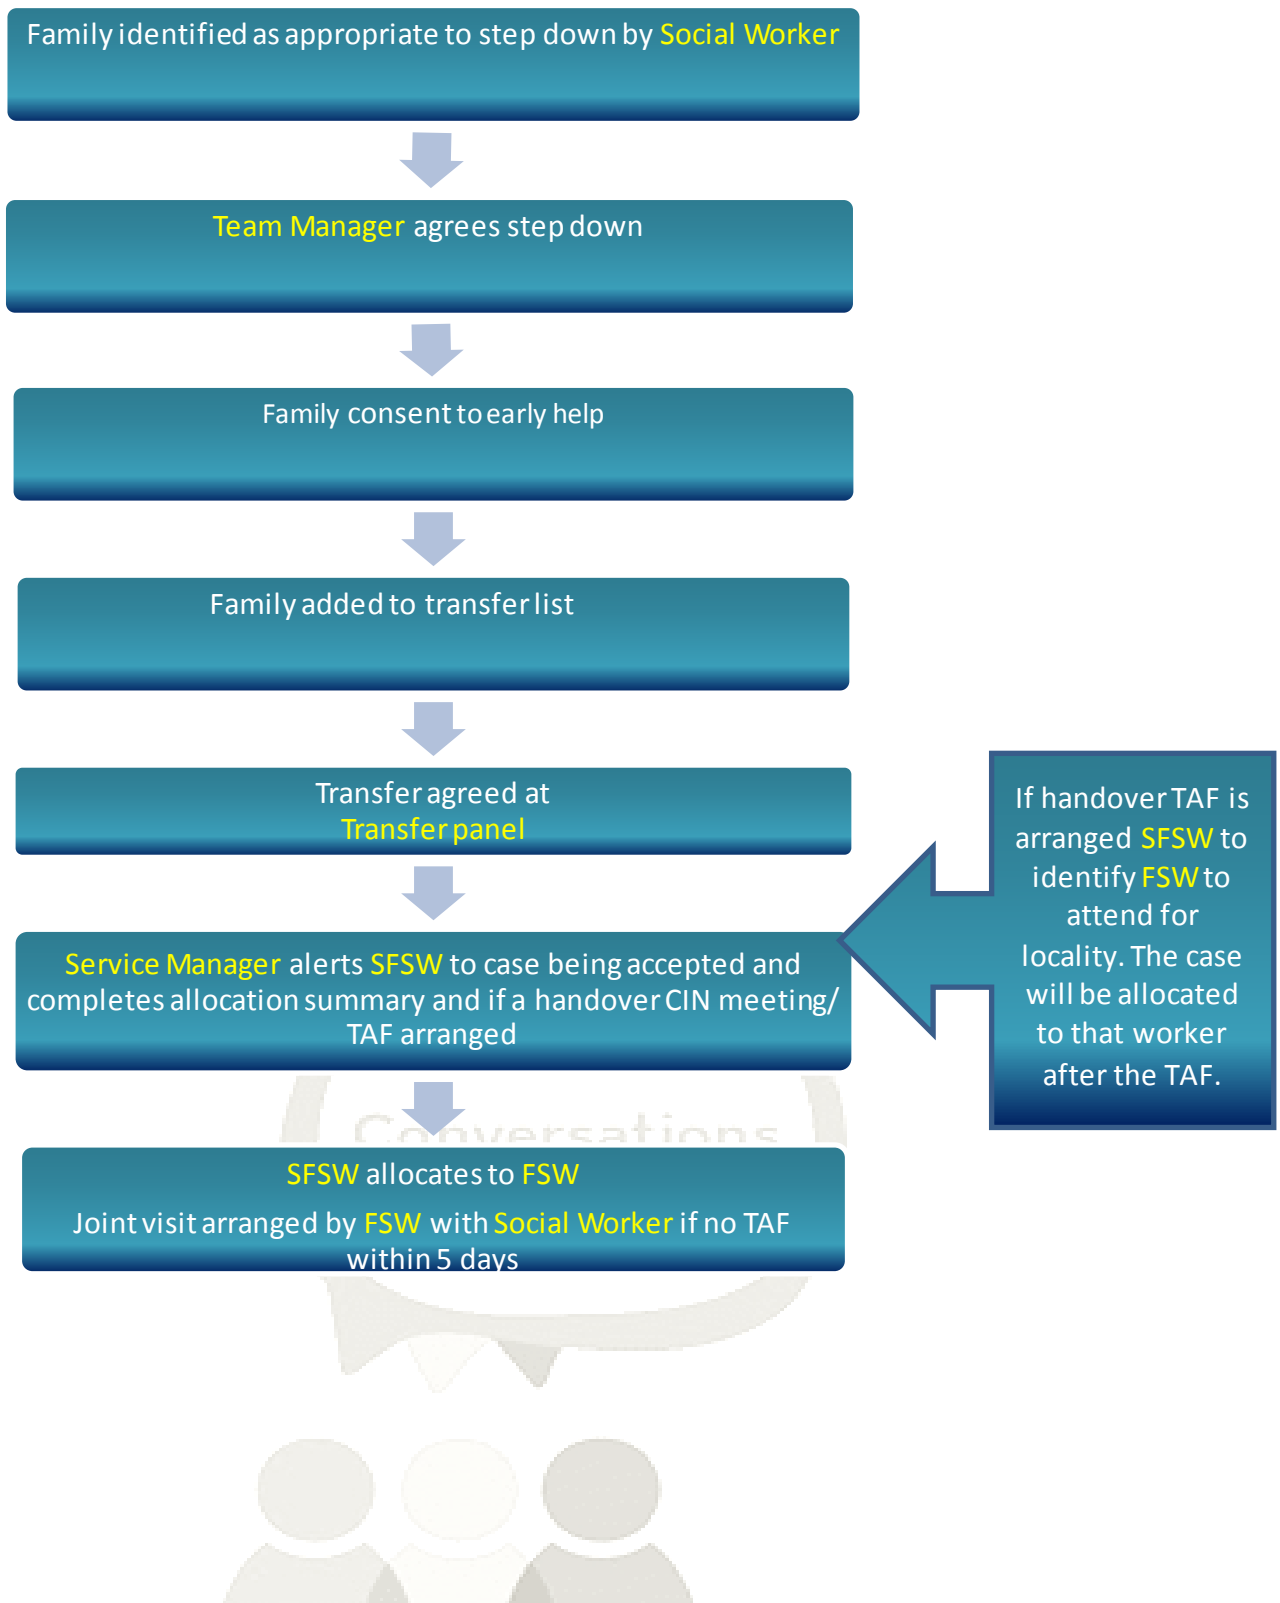 Family identified as appropriate to step down by Social Worker
Team Manager agrees step down
Family consent to early help
Family added to transfer list
Transfer agreed at
Transfer panel
Service Manager alerts SFSW to case being accepted and
completes allocation summary and if a handover CIN meeting/
TAF arranged
If handover TAF is
arranged SFSW to
identify FSW to
attend for
locality. The case
will be allocated
to that worker
after the TAF.
Conversations
SFSW allocates to FSW
Joint visit arranged by FSW with Social Worker if no TAF
within 5 days